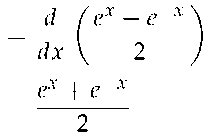 − d/dx ( e^x − e^ x / 2 )
e^x + e^ x / 2